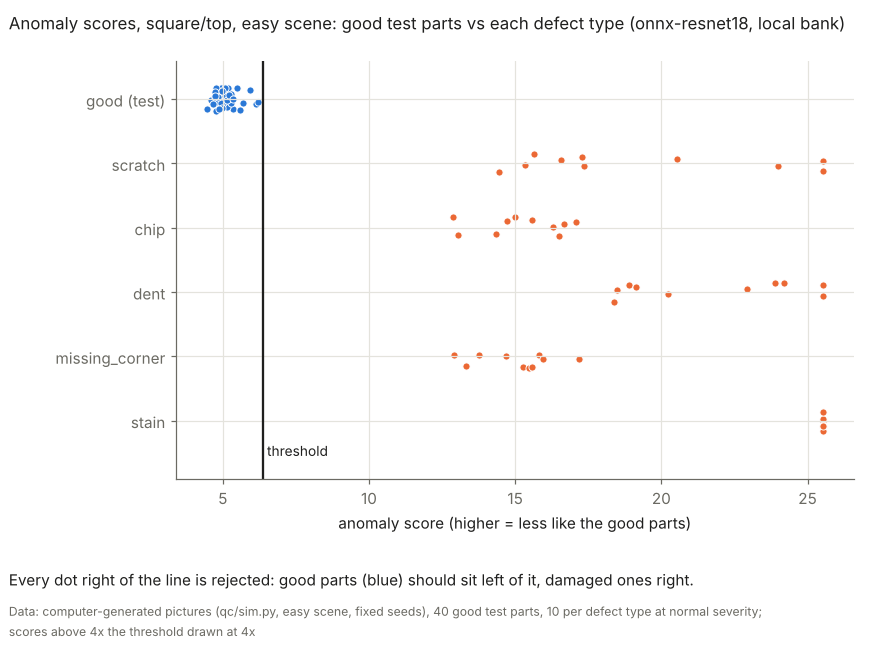 Anomaly scores, square/top, easy scene: good test parts vs each defect type (onnx-resnet18, local bank)
good (test)
scratch
chip
dent
missing_corner
stain
threshold
5 10 15 20 25
anomaly score (higher = less like the good parts)
Every dot right of the line is rejected: good parts (blue) should sit left of it, damaged ones right.
Data: computer-generated pictures (qc/sim.py, easy scene, fixed seeds), 40 good test parts, 10 per defect type at normal severity;
scores above 4x the threshold drawn at 4x